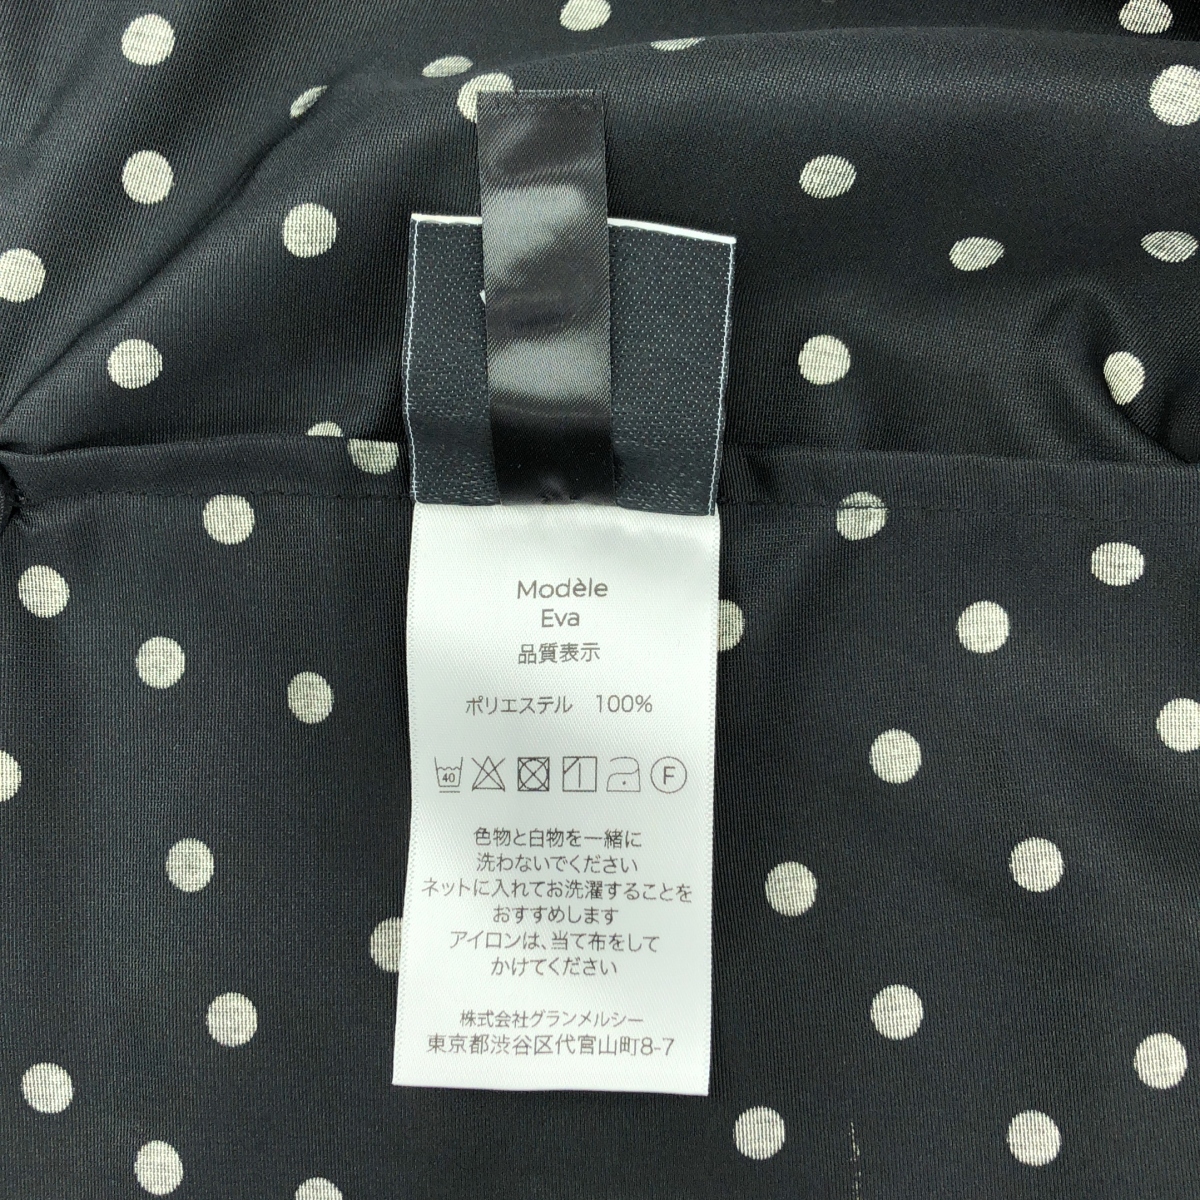 Modèle
Eva
品質表示
ポリエステル 100%
40 F
色物と白物を一緒に
洗わないでください
ネットに入れてお洗濯することを
おすすめします
アイロンは、当て布をして
かけてください
株式会社グランメルシー
東京都渋谷区代官山町8-7